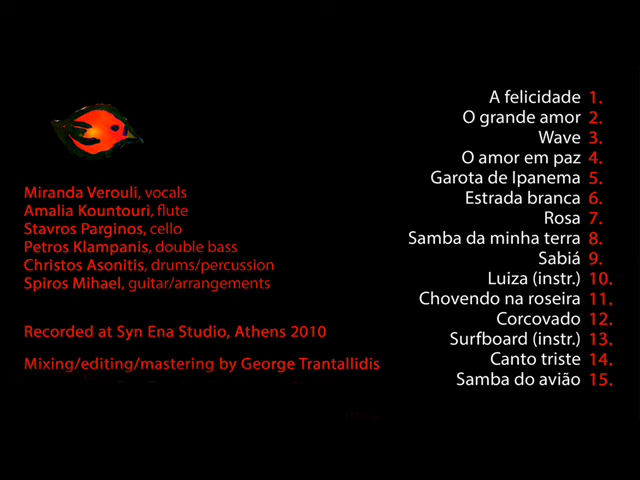 Miranda Verouli, vocals
Amalia Kountouri, flute
Stavros Parginos, cello
Petros Klampanis, double bass
Christos Asonitis, drums/percussion
Spiros Mihael, guitar/arrangements
Recorded at Syn Ena Studio, Athens 2010
Mixing/editing/mastering by George Trantallidis
A felicidade 1.
O grande amor 2.
Wave 3.
O amor em paz 4.
Garota de Ipanema 5.
Estrada branca 6.
Rosa 7.
Samba da minha terra 8.
Sabiá 9.
Luiza (instr.) 10.
Chovendo na roseira 11.
Corcovado 12.
Surfboard (instr.) 13.
Canto triste 14.
Samba do avião 15.